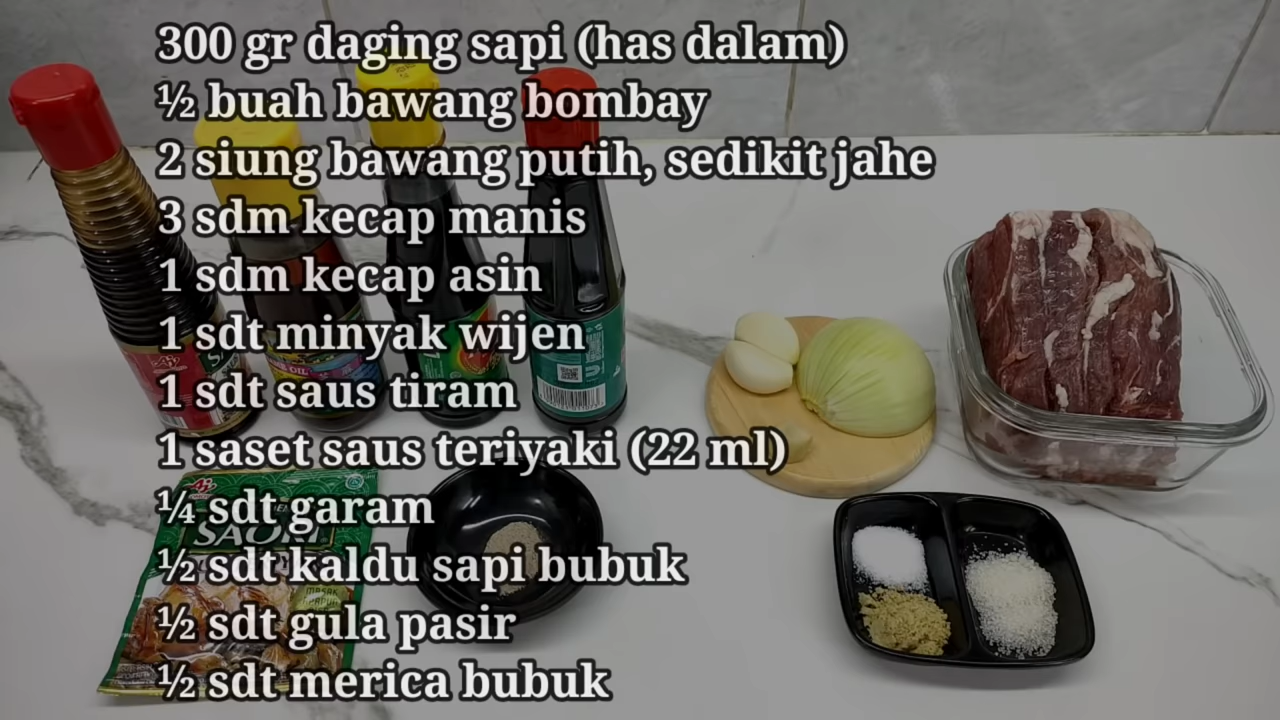 300 gr daging sapi (has dalam)
½ buah bawang bombay
2 siung bawang putih, sedikit jahe
3 sdm kecap manis
1 sdm kecap asin
1 sdt minyak wijen
1 sdt saus tiram
1 saset saus teriyaki (22 ml)
¼ sdt garam
½ sdt kaldu sapi bubuk
½ sdt gula pasir
½ sdt merica bubuk
SAORI